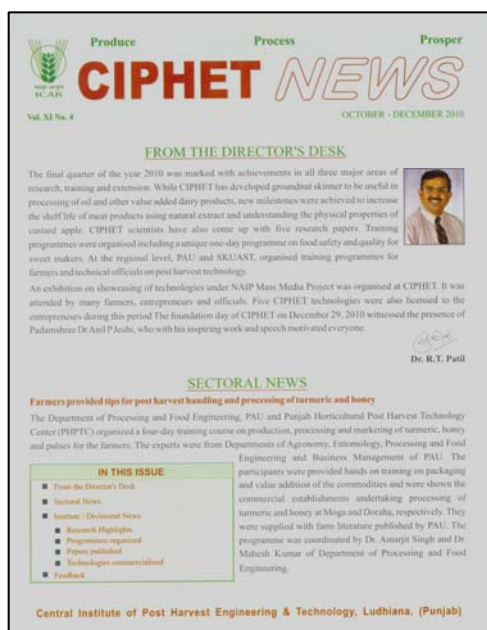 Produce Process Prosper
ICAR
CIPHET NEWS
Vol. XI No. 4
OCTOBER - DECEMBER 2010
FROM THE DIRECTOR'S DESK
The final quarter of the year 2010 was marked with achievements in all three major areas of
research, training and extension. While CIPHET has developed groundnut skinner to be useful in
processing of oil and other value added dairy products, new milestones were achieved to increase
the shelf life of meat products using natural extract and understanding the physical properties of
custard apple. CIPHET scientists have also come up with five research papers. Training
programmes were organised including a unique one-day programme on food safety and quality for
sweet makers. At the regional level, PAU and SKUAST, organised training programmes for
farmers and technical officials on post harvest technology.
An exhibition on showcasing of technologies under NAIP Mass Media Project was organised at CIPHET. It was
attended by many farmers, entrepreneurs and officials. Five CIPHET technologies were also licensed to the
entrepreneurs during this period The foundation day of CIPHET on December 29, 2010 witnessed the presence of
Padamshree Dr Anil P Joshi, who with his inspiring work and speech motivated everyone.
Dr. R.T. Patil
SECTORAL NEWS
Farmers provided tips for post harvest handling and processing of turmeric and honey
The Department of Processing and Food Engineering, PAU and Punjab Horticultural Post Harvest Technology
Center (PHPTC) organized a four-day training course on production, processing and marketing of turmeric, honey
and pulses for the farmers. The experts were from Departments of Agronomy, Entomology, Processing and Food
Engineering and Business Management of PAU. The
participants were provided hands on training on packaging
and value addition of the commodities and were shown the
commercial establishments undertaking processing of
turmeric and honey at Moga and Doraha, respectively. They
were supplied with farm literature published by PAU. The
programme was coordinated by Dr. Amarjit Singh and Dr.
Mahesh Kumar of Department of Processing and Food
Engineering.
IN THIS ISSUE
From the Director's Desk
Sectoral News
Institute / Divisional News
Research Highlights
Programmes organized
Papers published
Technologies commercialized
Feedback
Central Institute of Post Harvest Engineering & Technology, Ludhiana, (Punjab)